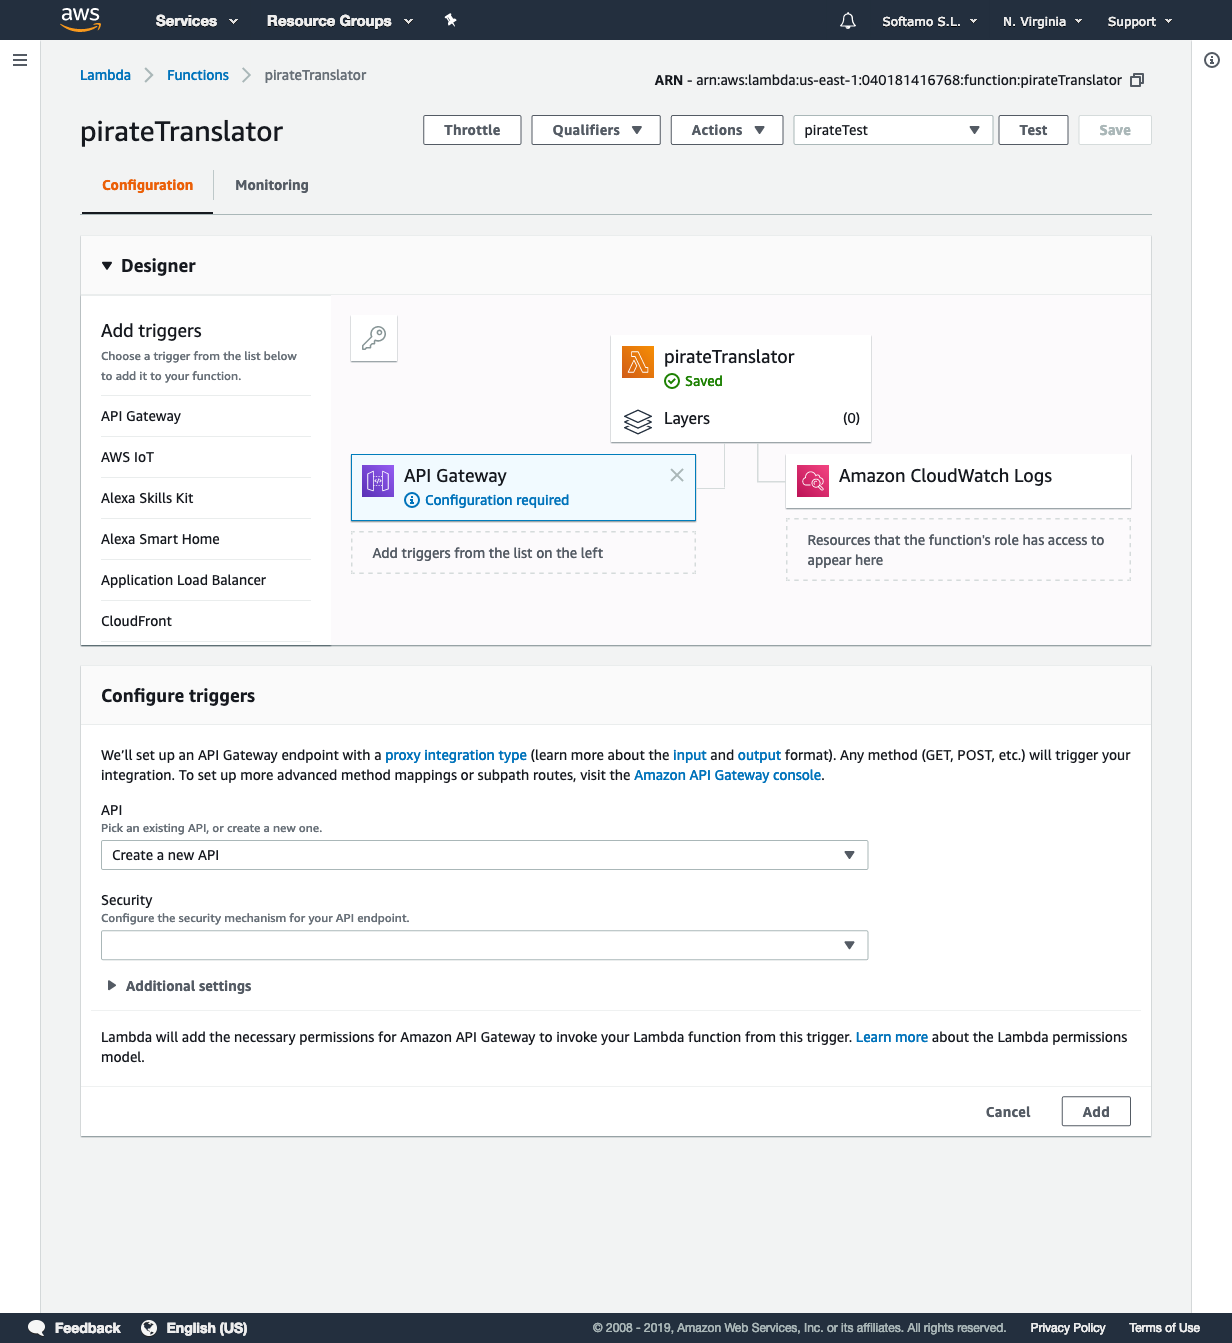 aws Services Resource Groups Softamo S.L. N. Virginia Support
Lambda Functions pirateTranslator
ARN - arn:aws:lambda:us-east-1:040181416768:function:pirateTranslator
pirateTranslator
Throttle Qualifiers Actions pirateTest Test Save
Configuration Monitoring
Designer
Add triggers
Choose a trigger from the list below
to add it to your function.
API Gateway
AWS IoT
Alexa Skills Kit
Alexa Smart Home
Application Load Balancer
CloudFront
pirateTranslator
Saved
Layers (0)
API Gateway
Configuration required
Add triggers from the list on the left
Amazon CloudWatch Logs
Resources that the function's role has access to
appear here
Configure triggers
We'll set up an API Gateway endpoint with a proxy integration type (learn more about the input and output format). Any method (GET, POST, etc.) will trigger your
integration. To set up more advanced method mappings or subpath routes, visit the Amazon API Gateway console.
API
Pick an existing API, or create a new one.
Create a new API
Security
Configure the security mechanism for your API endpoint.
Additional settings
Lambda will add the necessary permissions for Amazon API Gateway to invoke your Lambda function from this trigger. Learn more about the Lambda permissions
model.
Cancel Add
Feedback English (US) © 2008 - 2019, Amazon Web Services, Inc. or its affiliates. All rights reserved. Privacy Policy Terms of Use